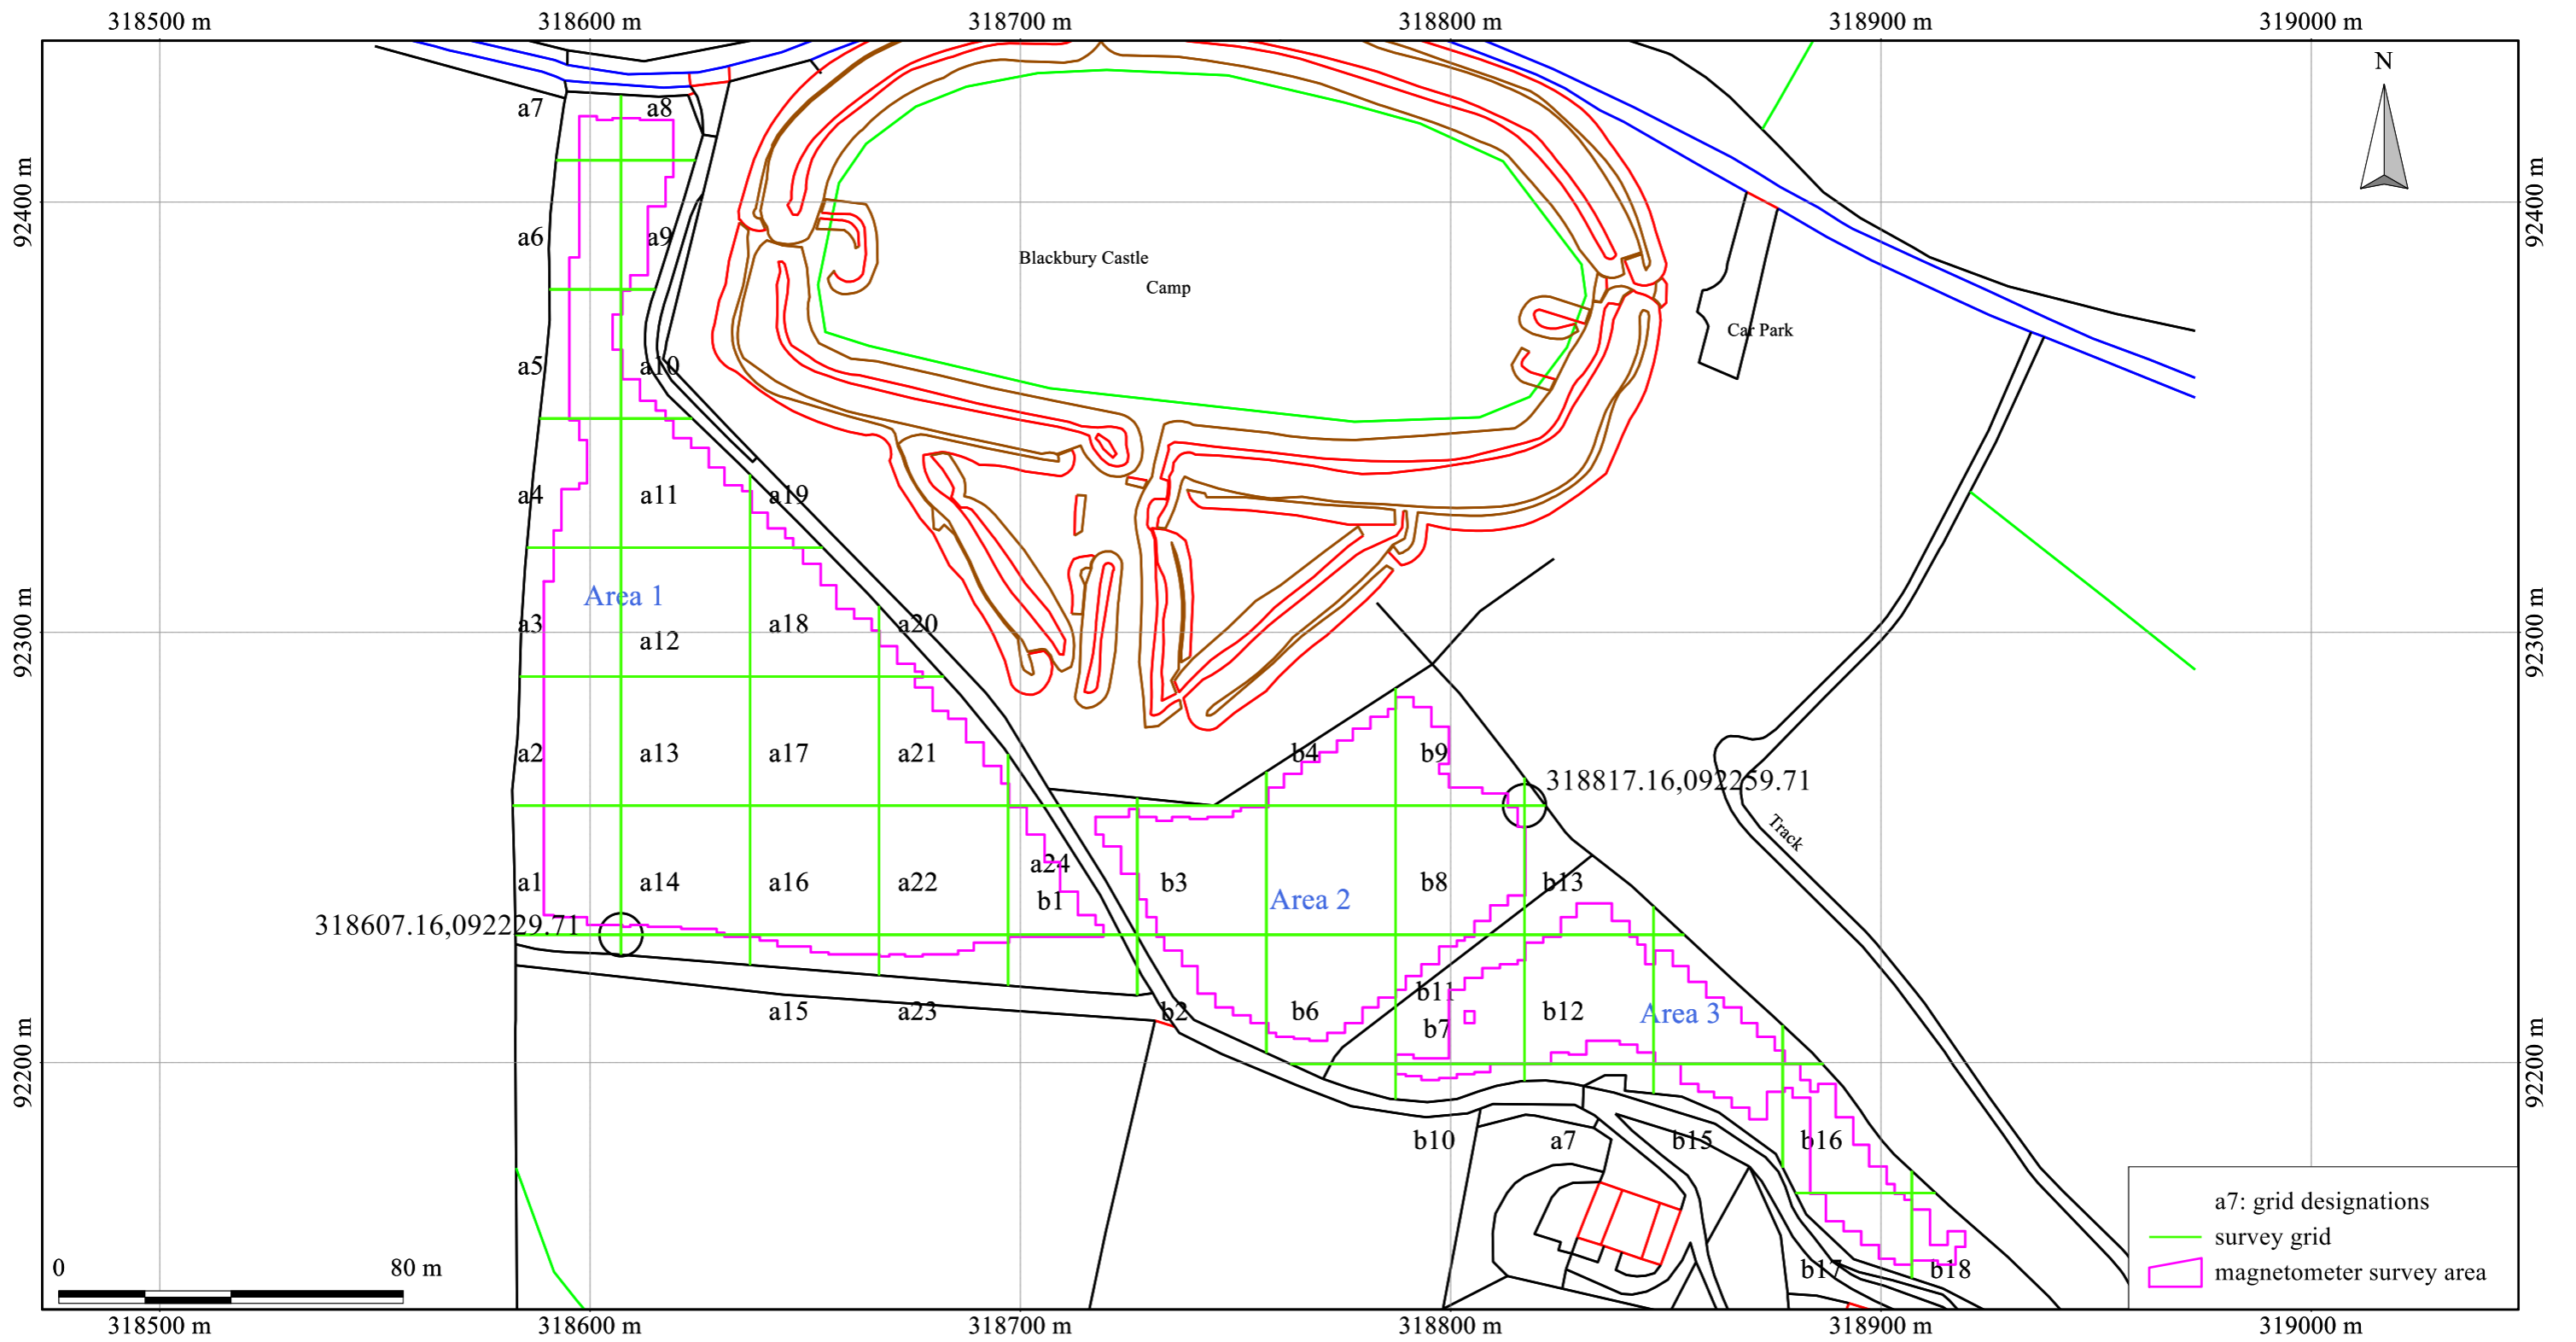 318500 m 318600 m 318700 m 318800 m 318900 m 319000 m
N
a7 a8
92400 m 92400 m
a6 a9
Blackbury Castle
Camp
Car Park
a5 a10
a4 a11 a19
Area 1
a3 a12 a18 a20
92300 m 92300 m
a2 a13 a17 a21 b4 b9
318817.16,092259.71
Track
a24
a1 a14 a16 a22 b1 b3 Area 2 b8 b13
318607.16,092229.71
b11
a15 a23 b2 b6 b7 b12 Area 3
92200 m 92200 m
b10 a7 b15 b16
a7: grid designations
survey grid
magnetometer survey area
b17 b18
0 80 m
318500 m 318600 m 318700 m 318800 m 318900 m 319000 m